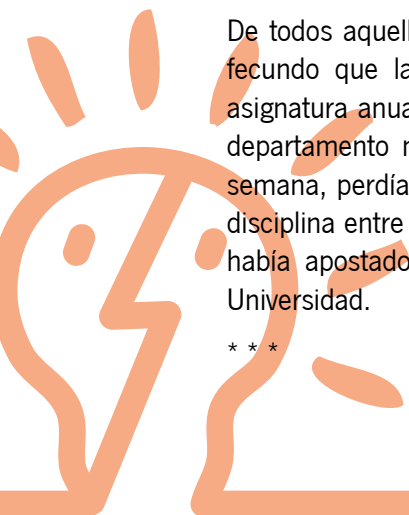 De todos aquell
fecundo que la
asignatura anua
departamento
semana, perdía
disciplina entre
había apostado
Universidad.
* * *